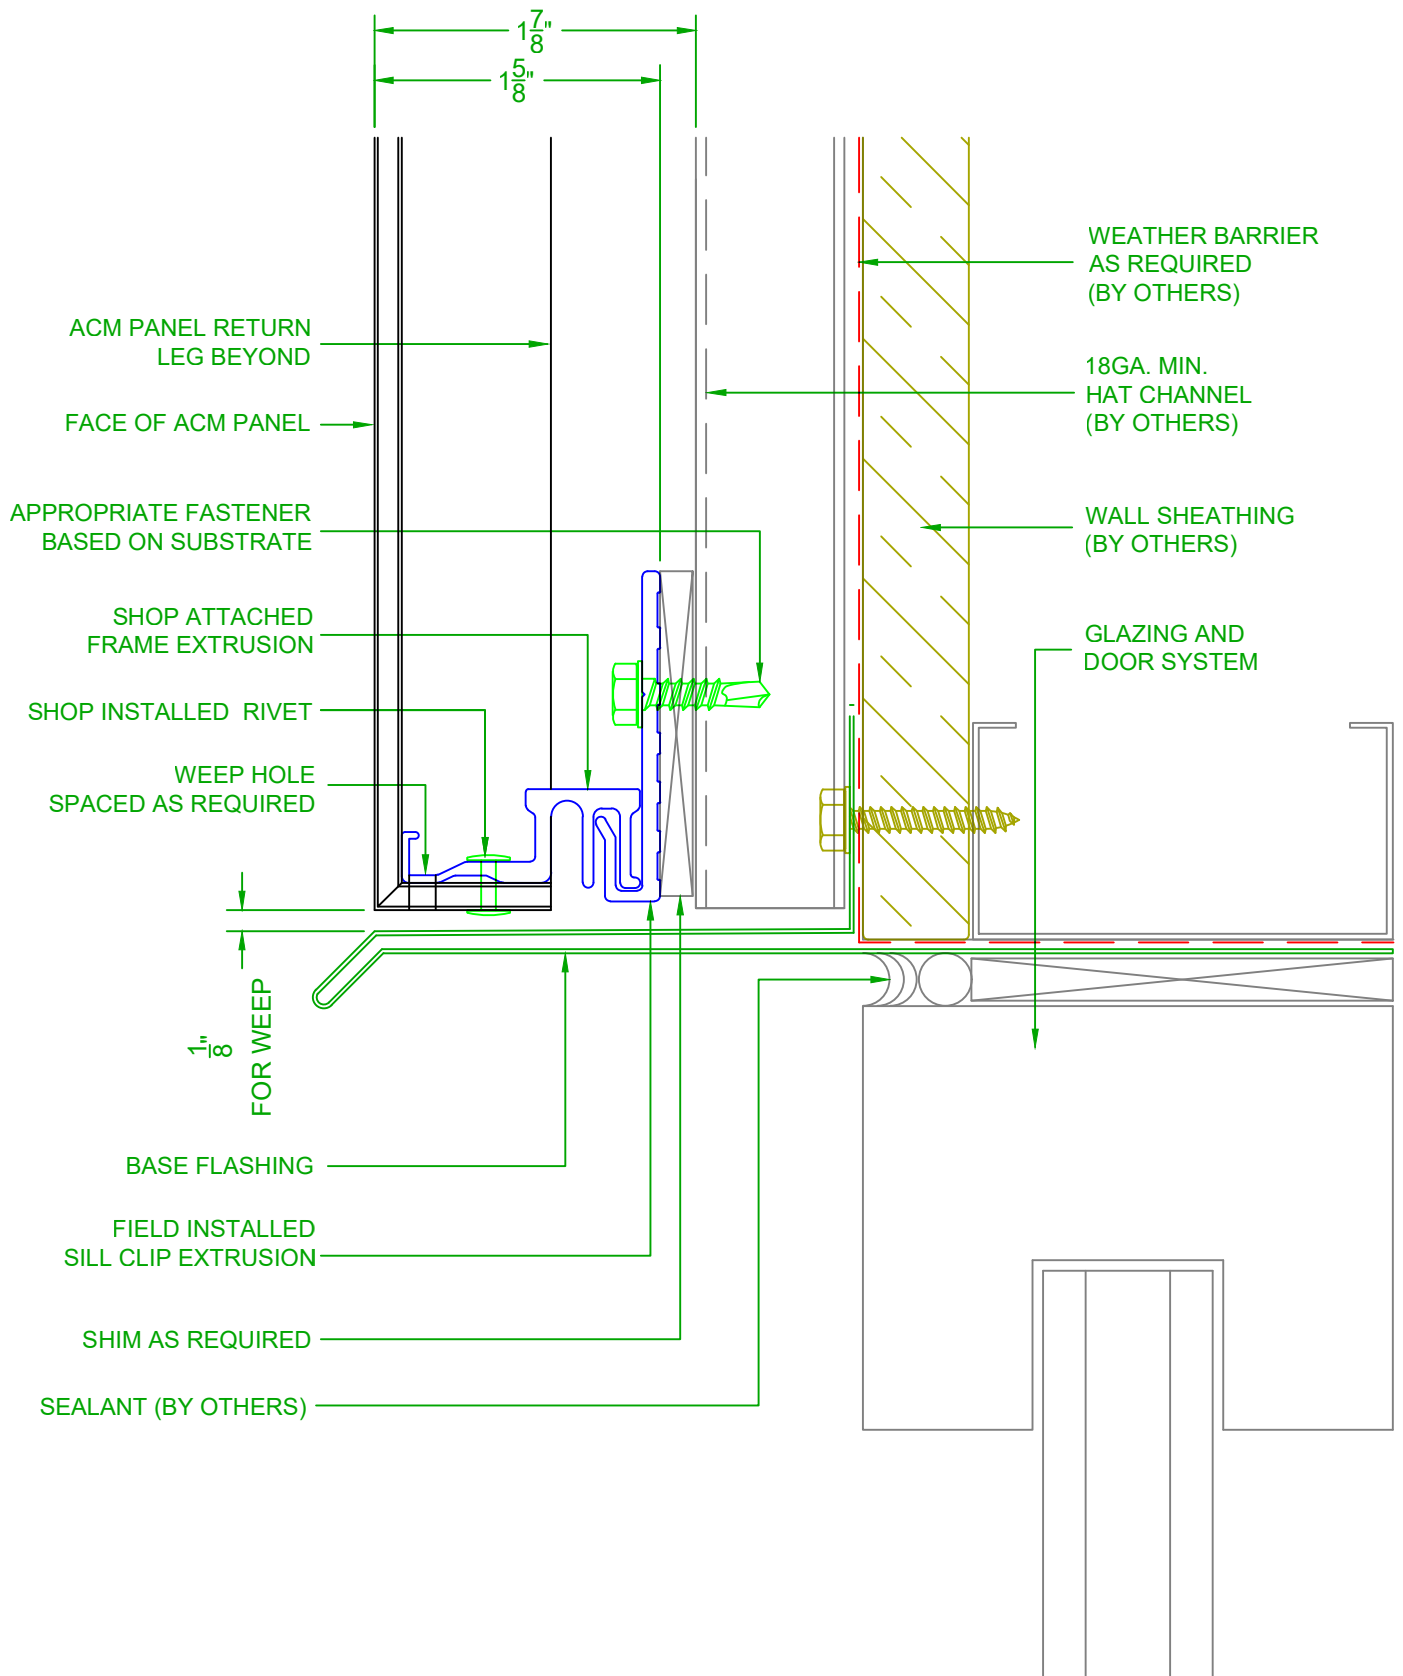 1 7/8"
1 5/8"
WEATHER BARRIER
AS REQUIRED
(BY OTHERS)
ACM PANEL RETURN
LEG BEYOND
18GA. MIN.
HAT CHANNEL
(BY OTHERS)
FACE OF ACM PANEL
APPROPRIATE FASTENER
BASED ON SUBSTRATE
WALL SHEATHING
(BY OTHERS)
SHOP ATTACHED
FRAME EXTRUSION
GLAZING AND
DOOR SYSTEM
SHOP INSTALLED RIVET
WEEP HOLE
SPACED AS REQUIRED
1/8"
FOR WEEP
BASE FLASHING
FIELD INSTALLED
SILL CLIP EXTRUSION
SHIM AS REQUIRED
SEALANT (BY OTHERS)